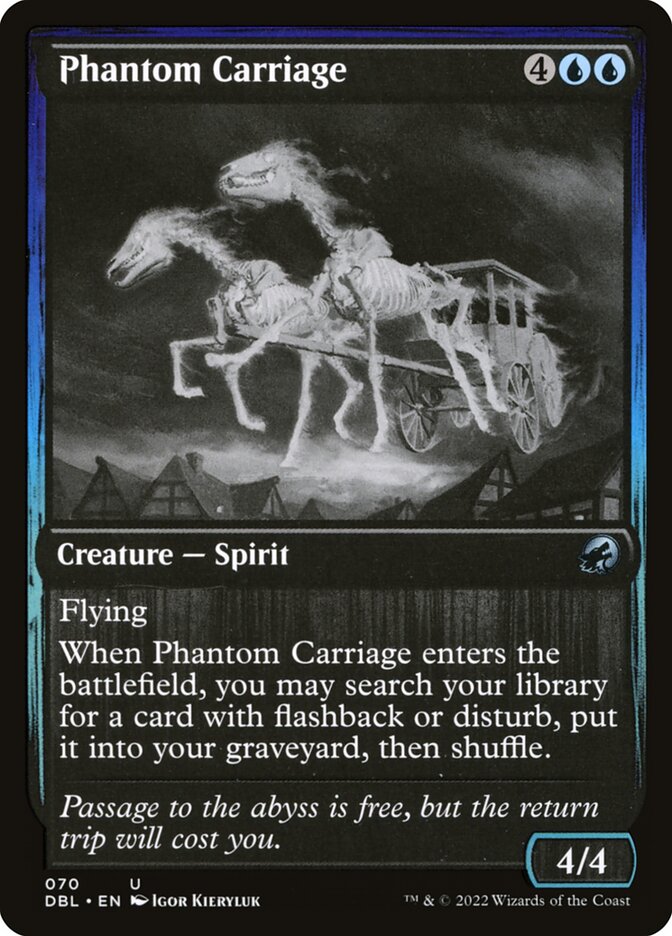 Phantom Carriage 4
Creature — Spirit
Flying
When Phantom Carriage enters the
battlefield, you may search your library
for a card with flashback or disturb, put
it into your graveyard, then shuffle.
Passage to the abyss is free, but the return
trip will cost you.
4/4
070 U
DBL • EN Igor Kieryluk ™ & © 2022 Wizards of the Coast